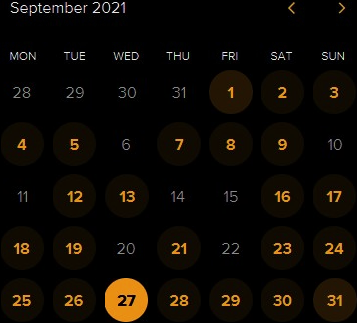 September 2021
MON TUE WED THU FRI SAT SUN
28 29 30 31 1 2 3
4 5 6 7 8 9 10
11 12 13 14 15 16 17
18 19 20 21 22 23 24
25 26 27 28 29 30 31